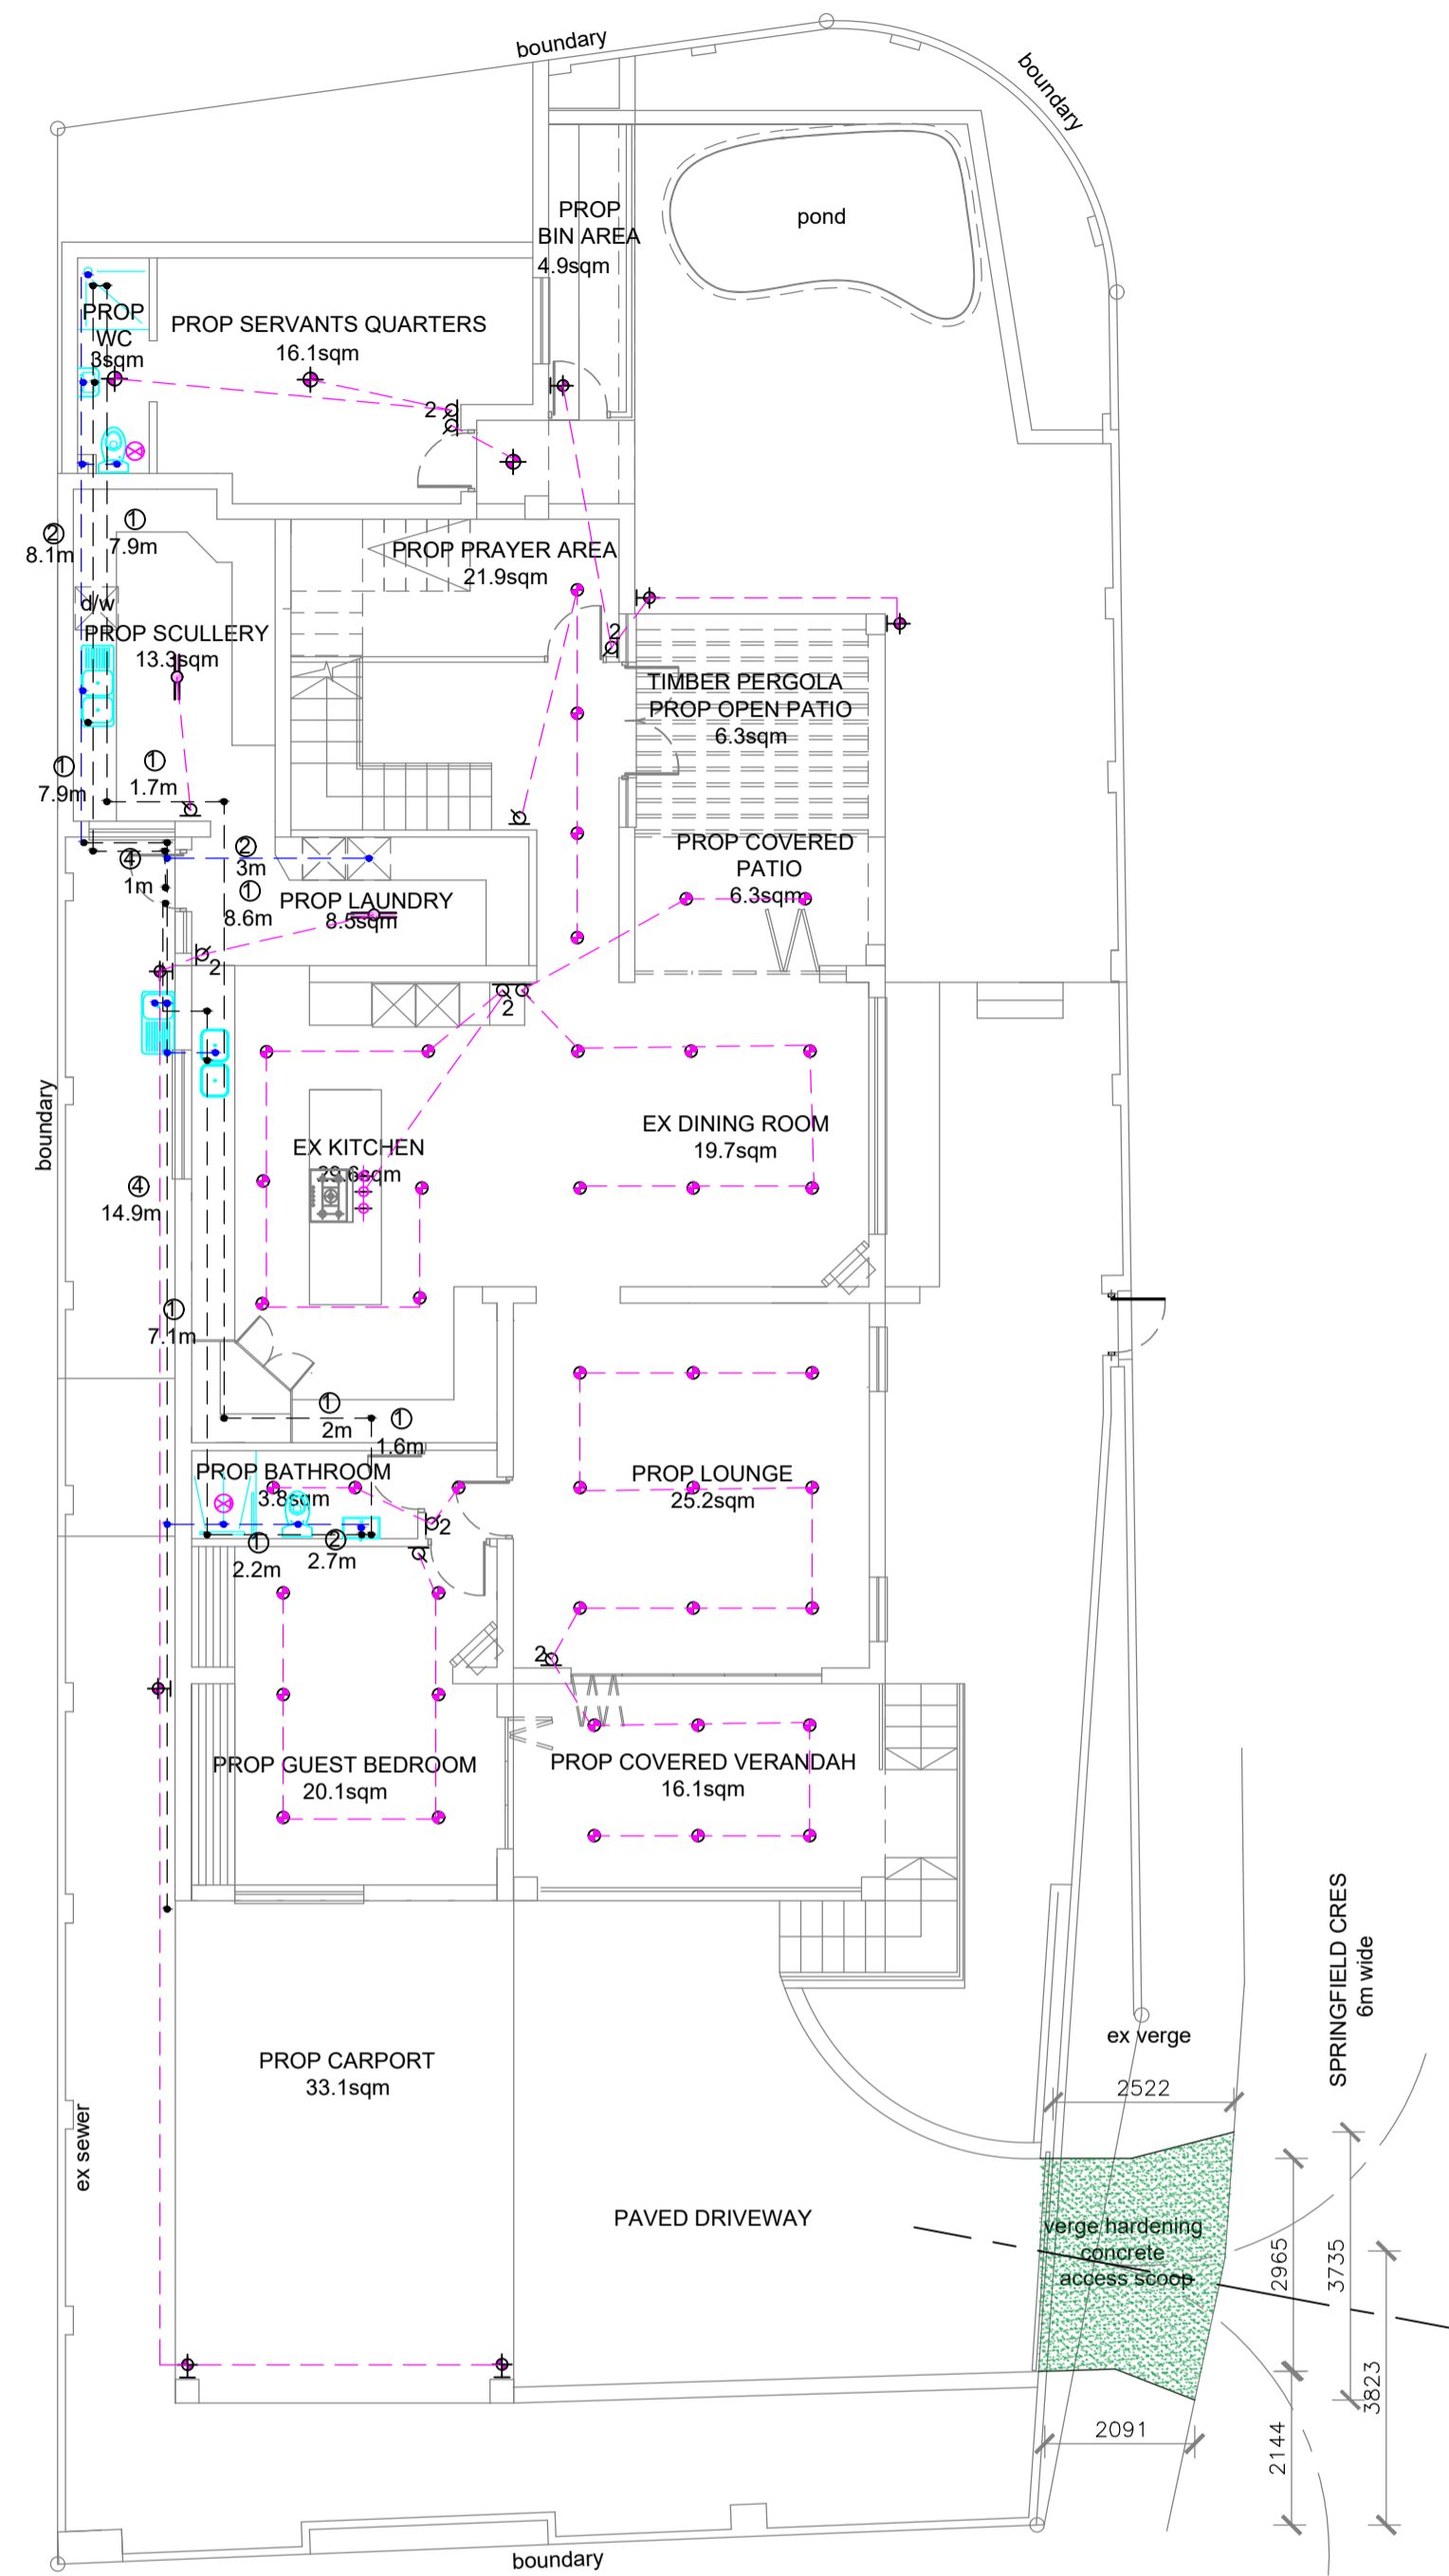 boundary
boundary
PROP
BIN AREA
4.9sqm
pond
PROP
WC
3sqm
PROP SERVANTS QUARTERS
16.1sqm
2
2
8.1m
1
7.9m
PROP PRAYER AREA
21.9sqm
d/w
PROP SCULLERY
13.3sqm
2
TIMBER PERGOLA
PROP OPEN PATIO
6.3sqm
1
7.9m
1
1.7m
4
1m
2
3m
1
8.6m
PROP LAUNDRY
8.5sqm
PROP COVERED
PATIO
6.3sqm
2
2
boundary
EX KITCHEN
29.6sqm
EX DINING ROOM
19.7sqm
4
14.9m
1
7.1m
1
2m
1
1.6m
PROP BATHROOM
3.8sqm
2
PROP LOUNGE
25.2sqm
1
2.2m
2
2.7m
2
PROP GUEST BEDROOM
20.1sqm
PROP COVERED VERANDAH
16.1sqm
SPRINGFIELD CRES
6m wide
ex verge
PROP CARPORT
33.1sqm
2522
ex sewer
PAVED DRIVEWAY
verge hardening
concrete
access scoop
2965
3735
3823
2091
2144
boundary